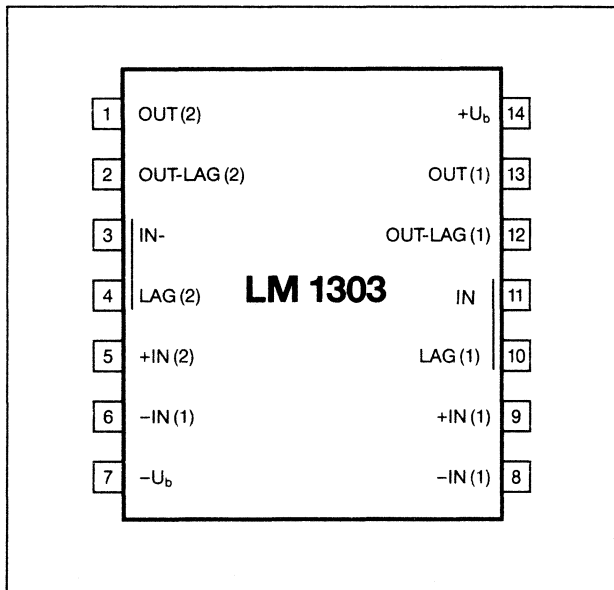 1 OUT (2)
2 OUT-LAG (2)
3 IN-
4 LAG (2)
5 +IN (2)
6 –IN (1)
7 –Ub
LM 1303
+Ub 14
OUT (1) 13
OUT-LAG (1) 12
IN 11
LAG (1) 10
+IN (1) 9
–IN (1) 8